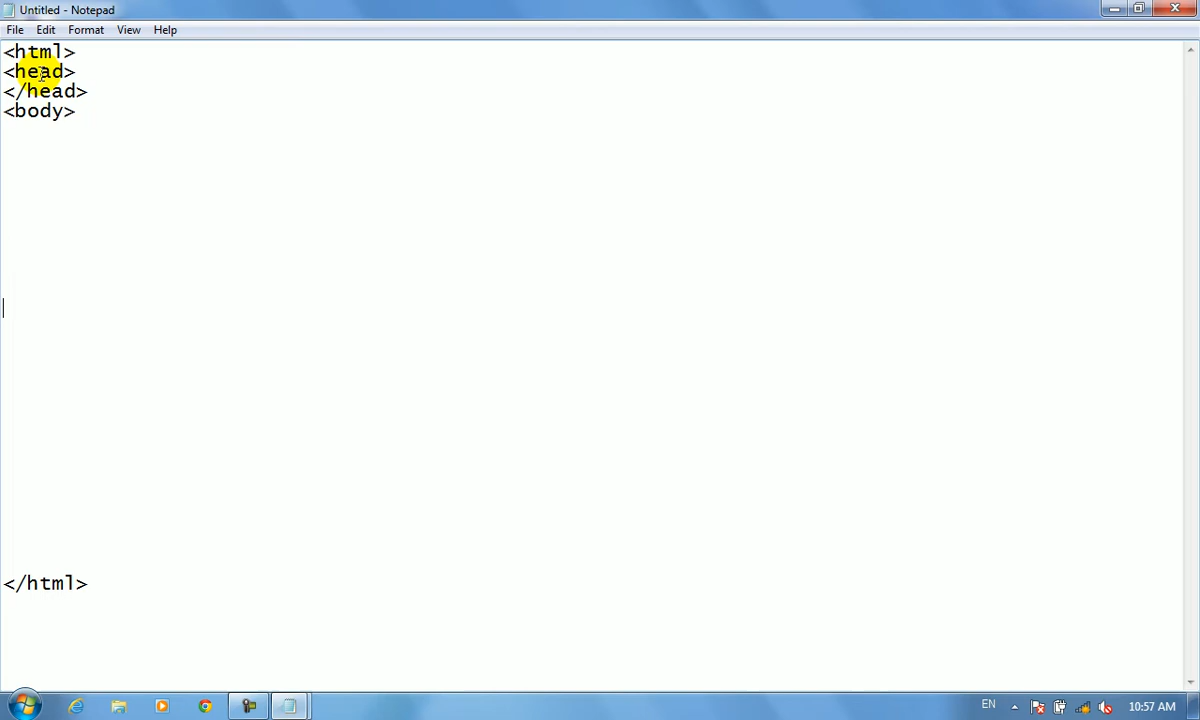 Untitled - Notepad
File Edit Format View Help
<html>
<head>
</head>
<body>
</html>
EN 10:57 AM